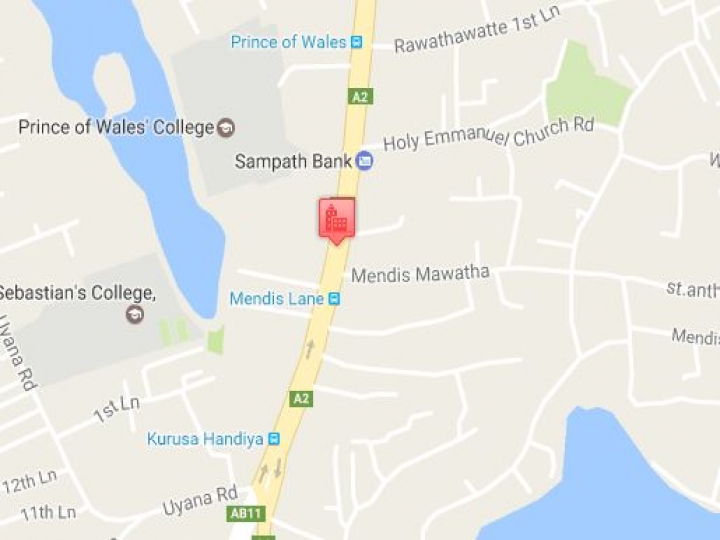 Prince of Wales
Rawathawatte 1st Ln
A2
Prince of Wales' College
Holy Emmanuel Church Rd
Sampath Bank
W
Mendis Mawatha
Sebastian's College,
Mendis Lane
st.anth
Mendis
Uyana Rd
A2
1st Ln
Kurusa Handiya
12th Ln
Uyana Rd
11th Ln
AB11